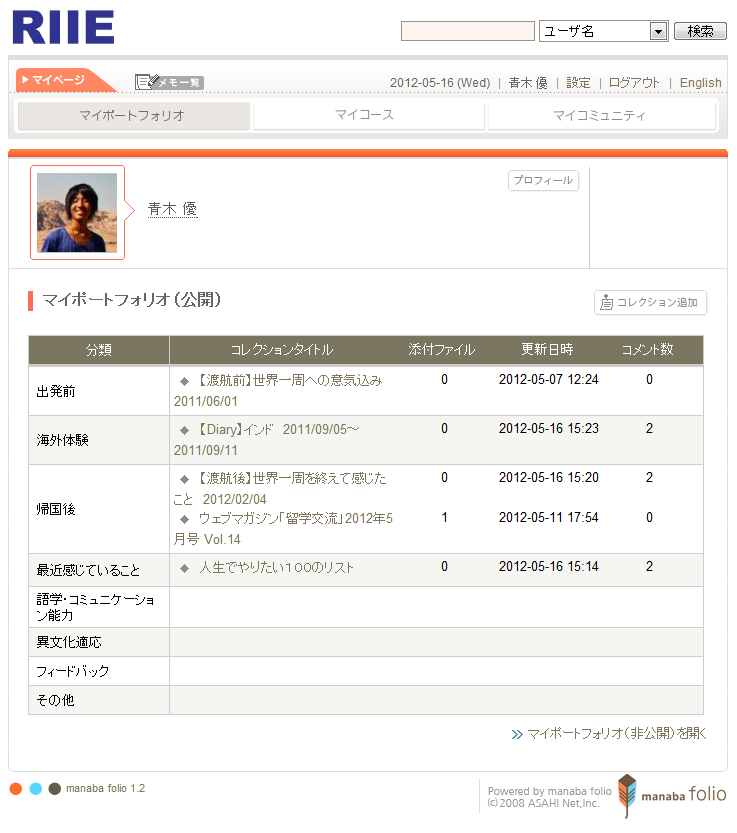 RIIE
ユーザ名 検索
マイページ メモ一覧 2012-05-16 (Wed) | 青木 優 | 設定 | ログアウト | English
マイポートフォリオ マイコース マイコミュニティ
プロフィール
青木 優
マイポートフォリオ（公開）
コレクション追加
分類 コレクションタイトル 添付ファイル 更新日時 コメント数
出発前 ◆ 【渡航前】世界一周への意気込み 0 2012-05-07 12:24 0
2011/06/01
海外体験 ◆ 【Diary】インド 2011/09/05～ 0 2012-05-16 15:23 2
2011/09/11
帰国後 ◆ 【渡航後】世界一周を終えて感じた 0 2012-05-16 15:20 2
こと 2012/02/04
◆ ウェブマガジン「留学交流」2012年5 1 2012-05-11 17:54 0
月号 Vol.14
最近感じていること ◆ 人生でやりたい１００のリスト 0 2012-05-16 15:14 2
語学・コミュニケーショ
ン能力
異文化適応
フィードバック
その他
マイポートフォリオ（非公開）を開く
manaba folio 1.2
Powered by manaba folio
(c)2008 ASAHI Net,Inc.
manaba folio